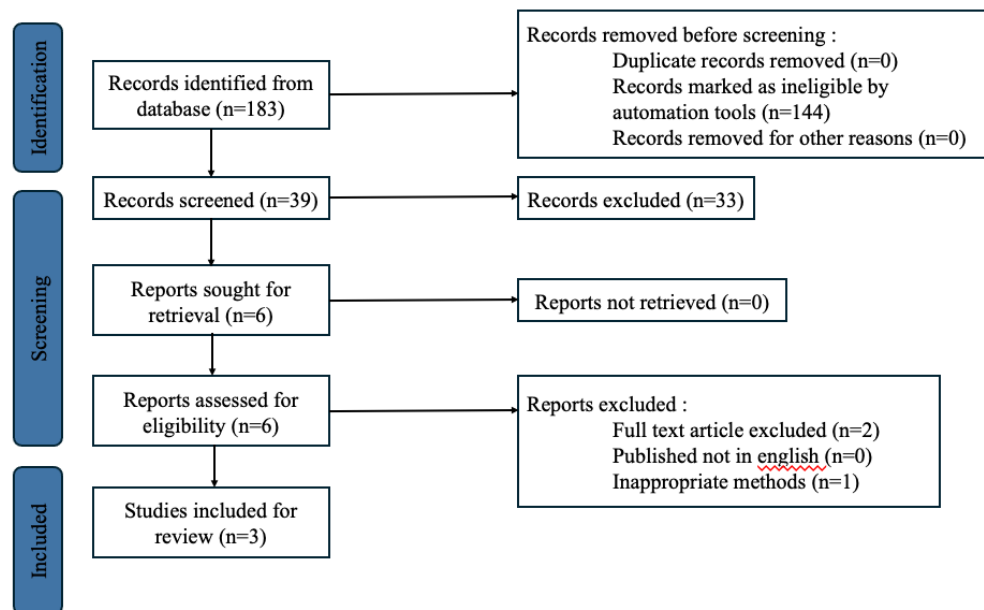 Identification
Records identified from
database (n=183)
Records removed before screening :
Duplicate records removed (n=0)
Records marked as ineligible by
automation tools (n=144)
Records removed for other reasons (n=0)
Screening
Records screened (n=39)
Records excluded (n=33)
Reports sought for
retrieval (n=6)
Reports not retrieved (n=0)
Reports assessed for
eligibility (n=6)
Reports excluded :
Full text article excluded (n=2)
Published not in english (n=0)
Inappropriate methods (n=1)
Included
Studies included for
review (n=3)